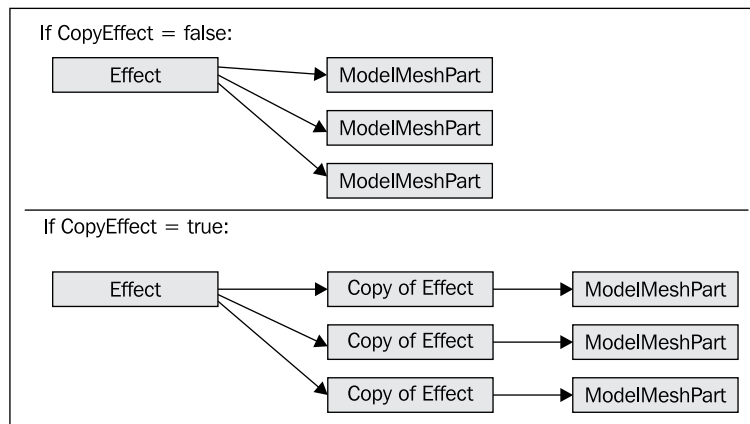 If CopyEffect = false:
Effect
ModelMeshPart
ModelMeshPart
ModelMeshPart
If CopyEffect = true:
Effect
Copy of Effect
ModelMeshPart
Copy of Effect
ModelMeshPart
Copy of Effect
ModelMeshPart